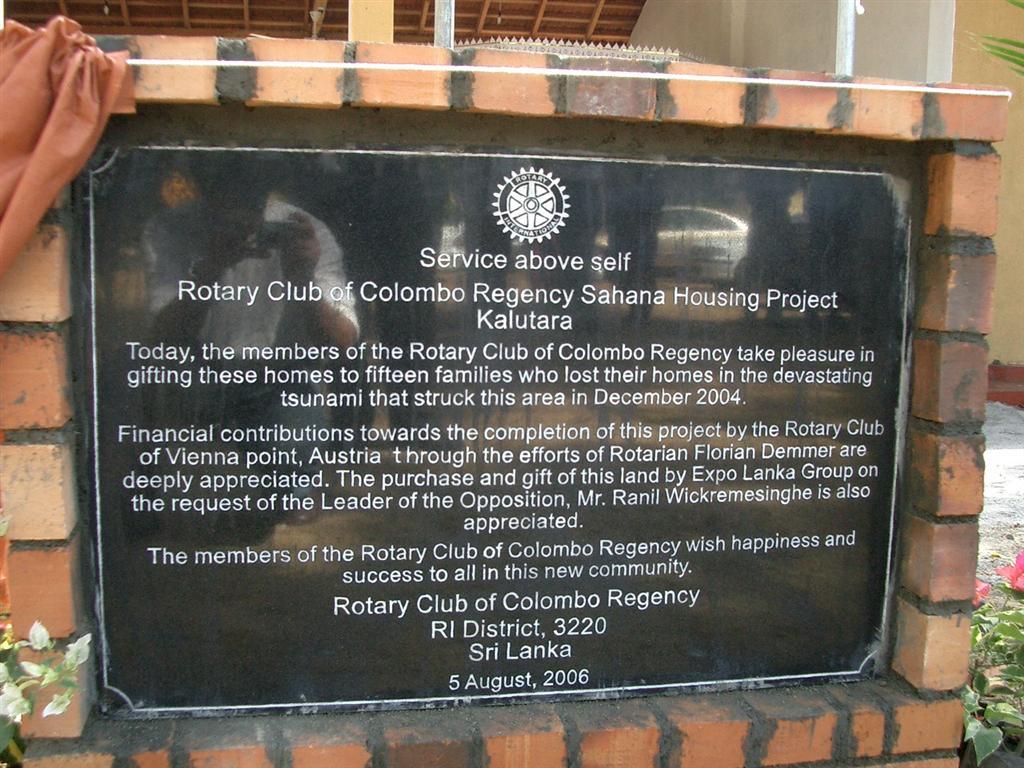 ROTARY
INTERNATIONAL
Service above self
Rotary Club of Colombo Regency Sahana Housing Project
Kalutara
Today, the members of the Rotary Club of Colombo Regency take pleasure in
gifting these homes to fifteen families who lost their homes in the devastating
tsunami that struck this area in December 2004.
Financial contributions towards the completion of this project by the Rotary Club
of Vienna point, Austria through the efforts of Rotarian Florian Demmer are
deeply appreciated. The purchase and gift of this land by Expo Lanka Group on
the request of the Leader of the Opposition, Mr. Ranil Wickremesinghe is also
appreciated.
The members of the Rotary Club of Colombo Regency wish happiness and
success to all in this new community.
Rotary Club of Colombo Regency
RI District, 3220
Sri Lanka
5 August, 2006